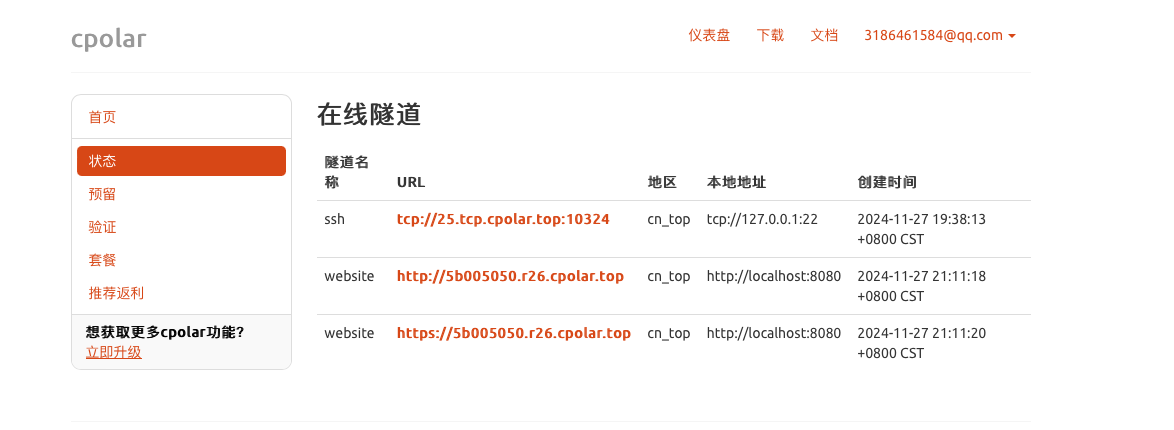 cpolar
仪表盘 下载 文档 3186461584@qq.com
首页
状态
预留
验证
套餐
推荐返利
想获取更多cpolar功能？
立即升级
在线隧道
隧道名称 URL 地区 本地地址 创建时间
ssh tcp://25.tcp.cpolar.top:10324 cn_top tcp://127.0.0.1:22 2024-11-27 19:38:13
+0800 CST
website http://5b005050.r26.cpolar.top cn_top http://localhost:8080 2024-11-27 21:11:18
+0800 CST
website https://5b005050.r26.cpolar.top cn_top http://localhost:8080 2024-11-27 21:11:20
+0800 CST